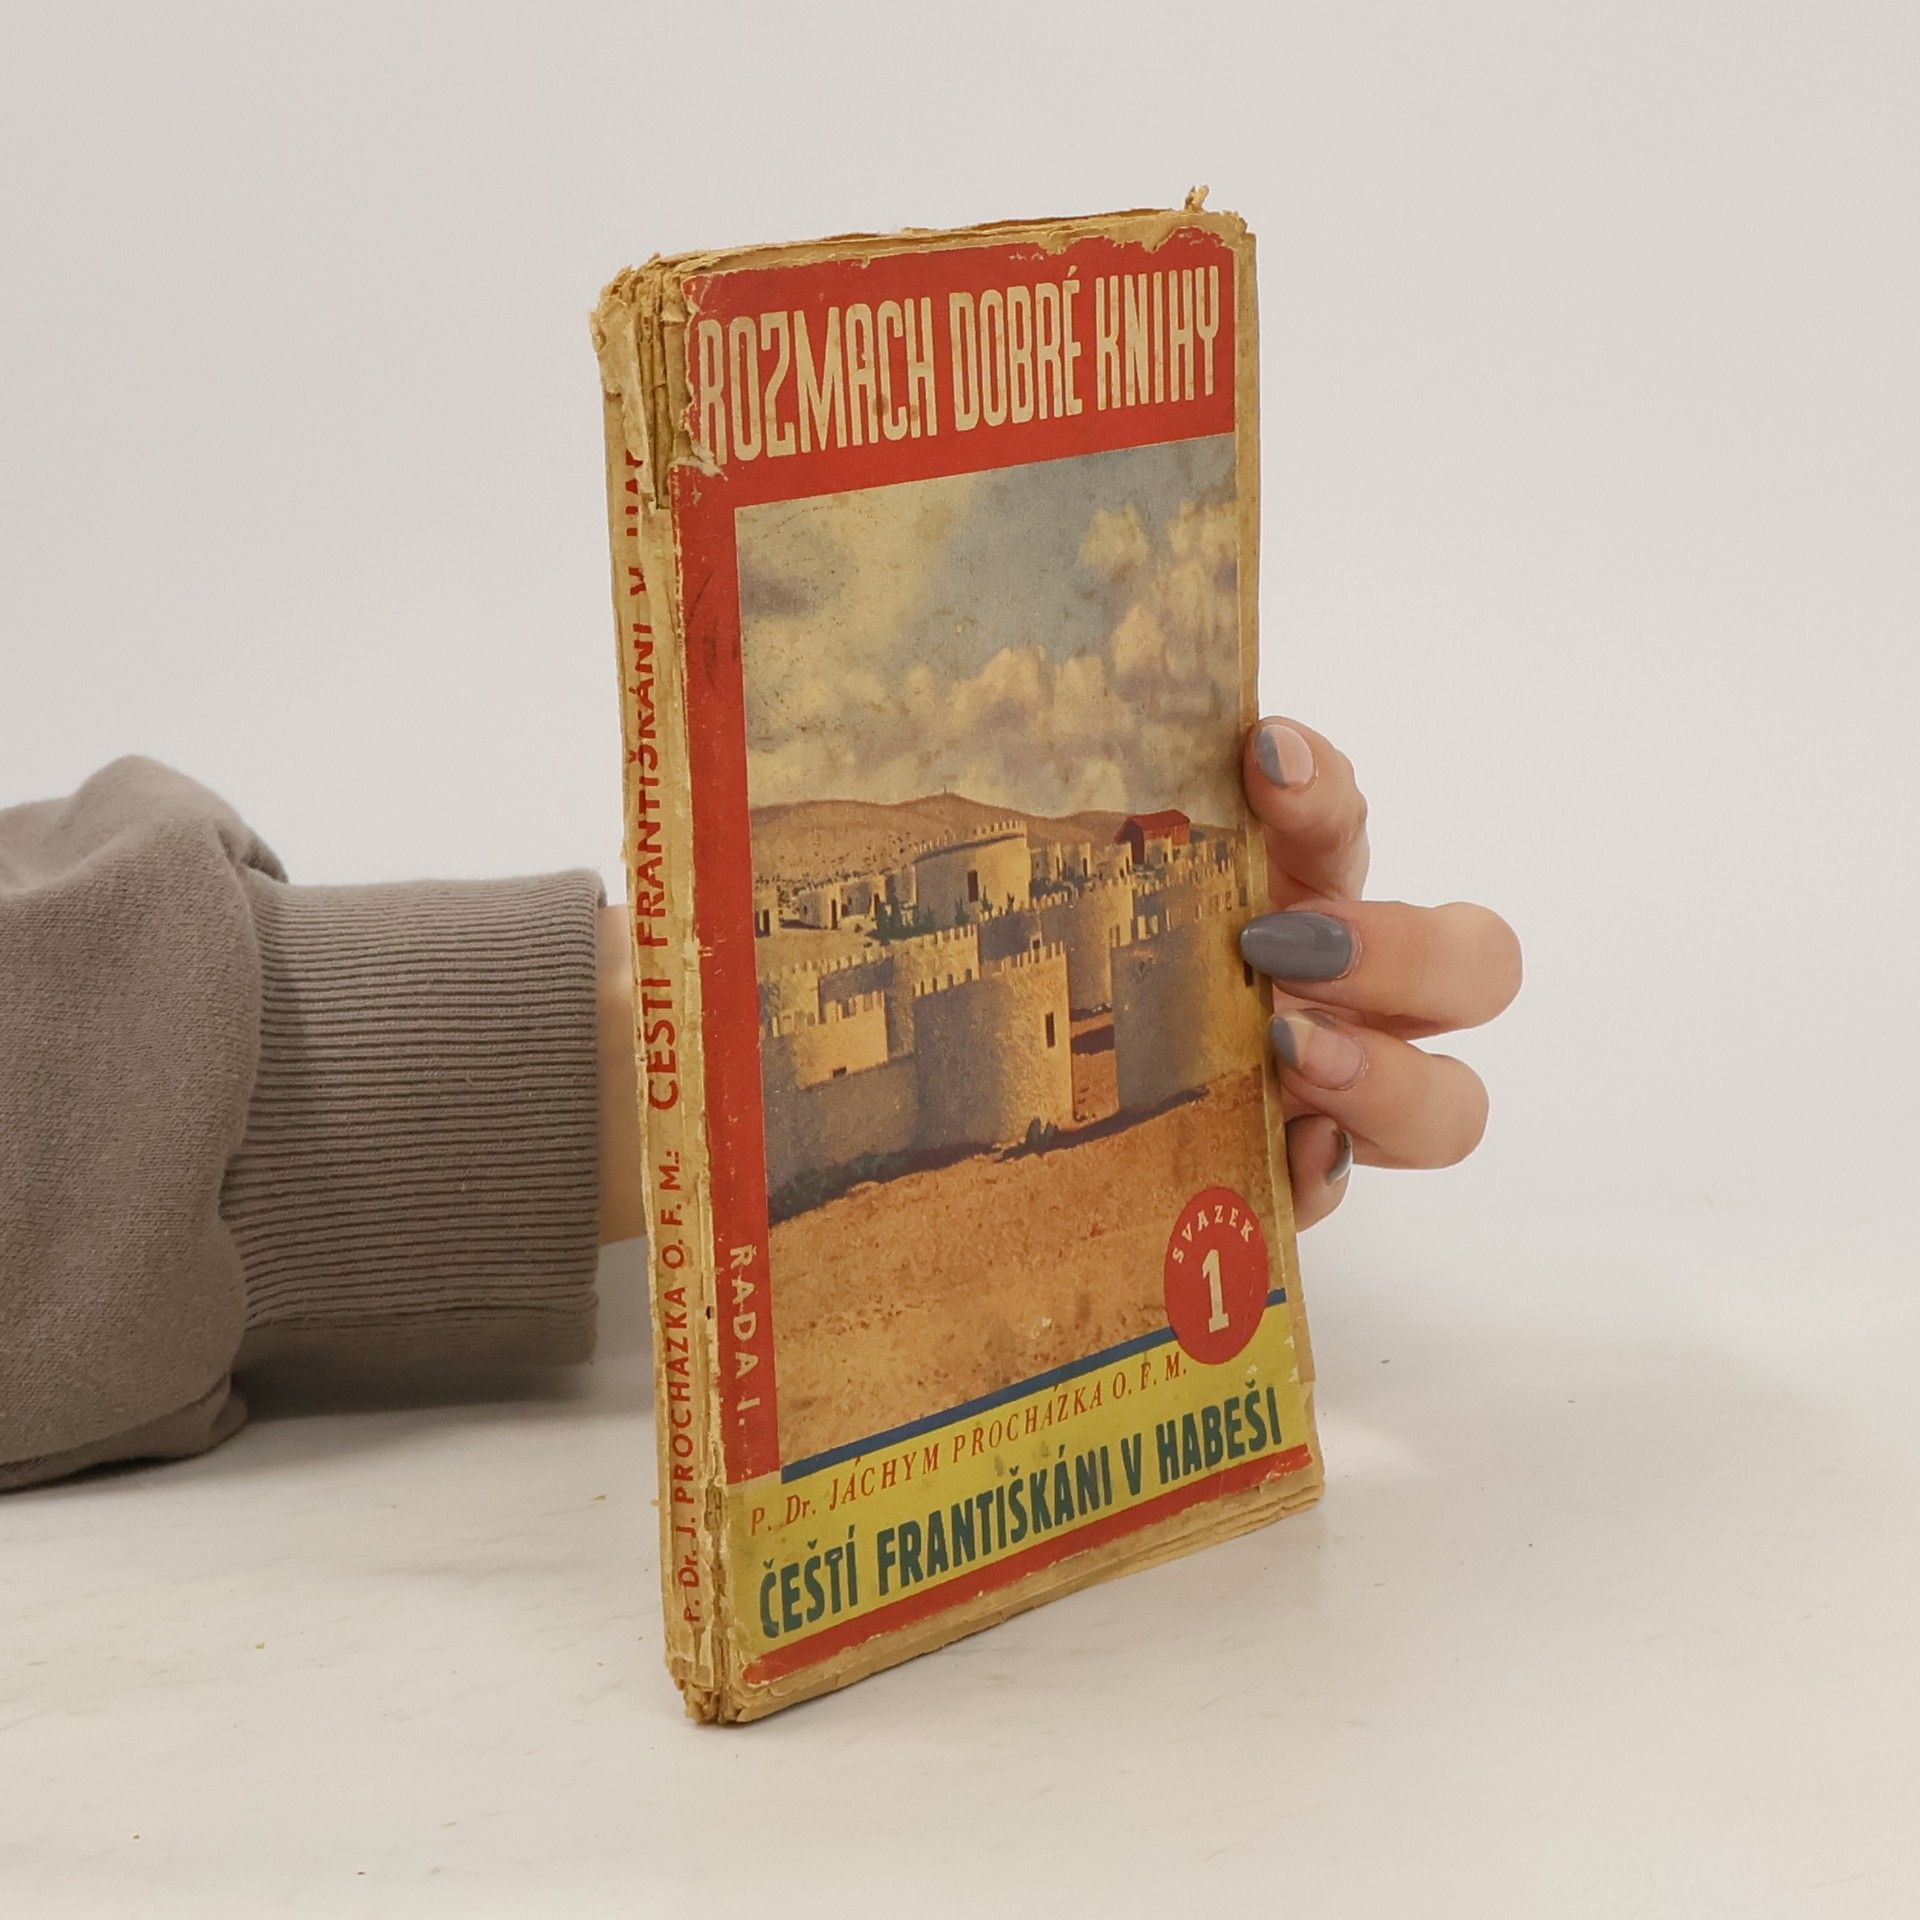 ROZMACH DOBRÉ KNIHY
SVAZEK
1
ŘADA I.
P. Dr. JÁCHYM PROCHÁZKA O. F. M.
ČEŠTÍ FRANTIŠKÁNI V HABEŠI
P. Dr. J. PROCHÁZKA O. F. M.: ČEŠTÍ FRANTIŠKÁNI V